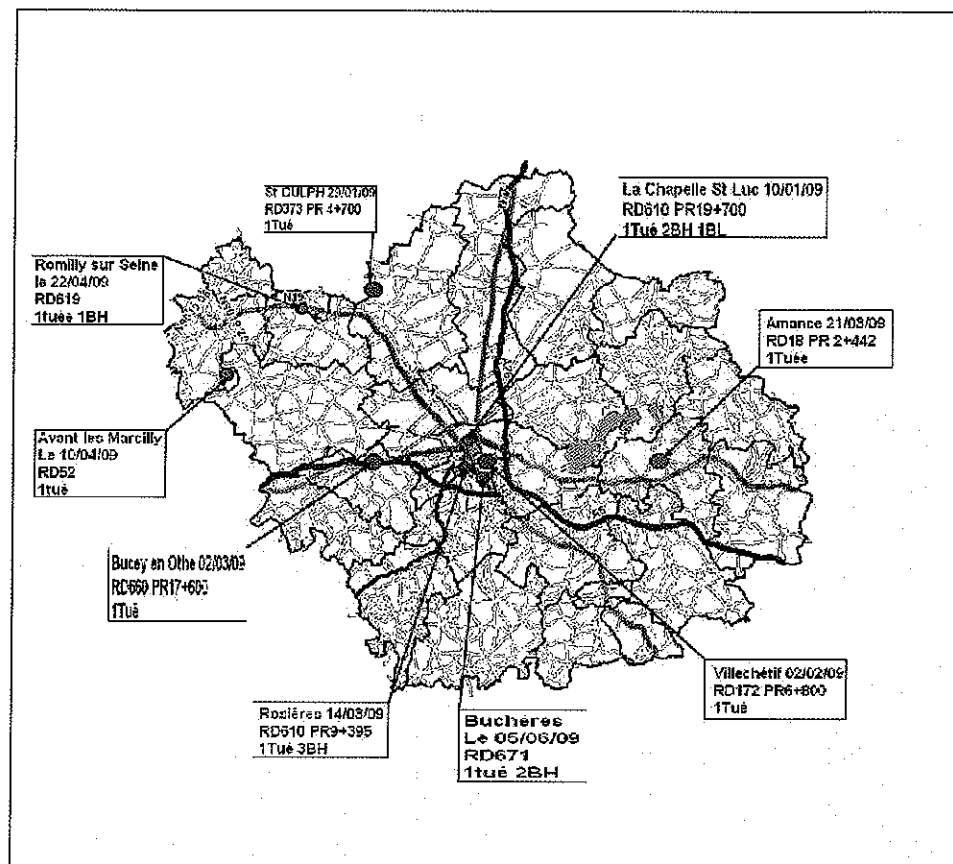 St OULPH 29/01/09
RD373 PR 4+700
1Tué
La Chapelle St Luc 10/01/09
RD610 PR19+700
1Tué 2BH 1BL
Romilly sur Seine
le 22/04/09
RD619
1tuée 1BH
N19
Amance 21/03/09
RD18 PR 2+442
1Tuée
Avant les Marcilly
Le 10/04/09
RD52
1tué
Bucey en Othe 02/03/09
RD660 PR17+600
1Tué
Villechétif 02/02/09
RD172 PR6+800
1Tué
Rosières 14/03/09
RD610 PR9+395
1Tué 3BH
Buchères
Le 05/06/09
RD671
1tué 2BH